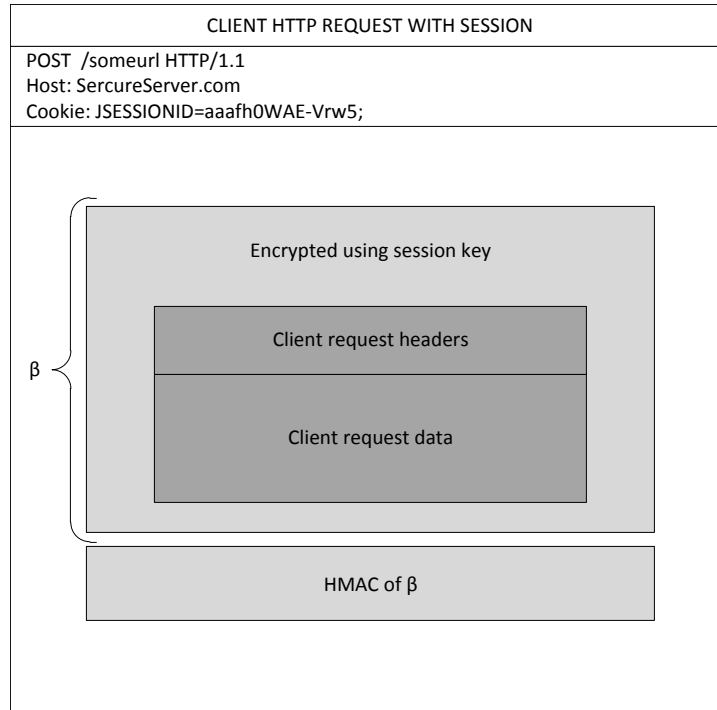 CLIENT HTTP REQUEST WITH SESSION
POST  /someurl HTTP/1.1
Host: SercureServer.com
Cookie: JSESSIONID=aaafh0WAE-Vrw5;
Encrypted using session key
Client request headers
β
Client request data
HMAC of β